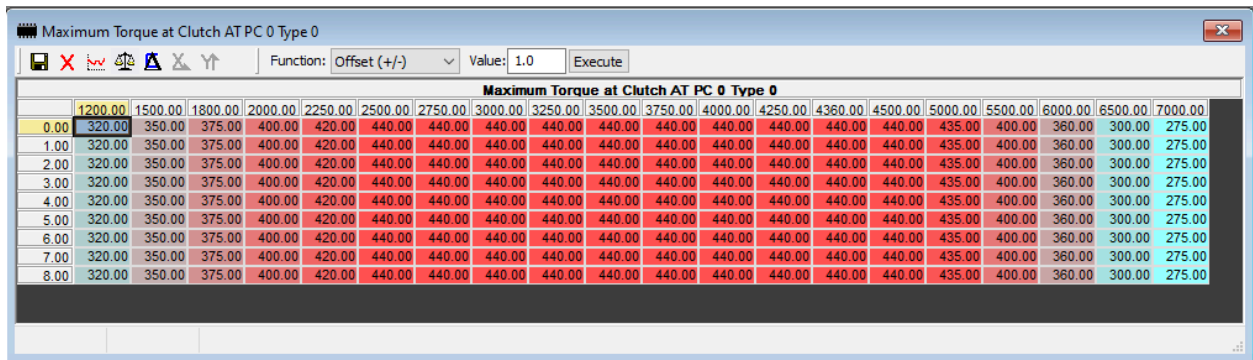 Maximum Torque at Clutch AT PC 0 Type 0
Function: Offset (+/-) Value: 1.0 Execute
Maximum Torque at Clutch AT PC 0 Type 0
1200.00 1500.00 1800.00 2000.00 2250.00 2500.00 2750.00 3000.00 3250.00 3500.00 3750.00 4000.00 4250.00 4360.00 4500.00 5000.00 5500.00 6000.00 6500.00 7000.00
0.00 320.00 350.00 375.00 400.00 420.00 440.00 440.00 440.00 440.00 440.00 440.00 440.00 440.00 440.00 440.00 435.00 400.00 360.00 300.00 275.00
1.00 320.00 350.00 375.00 400.00 420.00 440.00 440.00 440.00 440.00 440.00 440.00 440.00 440.00 440.00 440.00 435.00 400.00 360.00 300.00 275.00
2.00 320.00 350.00 375.00 400.00 420.00 440.00 440.00 440.00 440.00 440.00 440.00 440.00 440.00 440.00 440.00 435.00 400.00 360.00 300.00 275.00
3.00 320.00 350.00 375.00 400.00 420.00 440.00 440.00 440.00 440.00 440.00 440.00 440.00 440.00 440.00 440.00 435.00 400.00 360.00 300.00 275.00
4.00 320.00 350.00 375.00 400.00 420.00 440.00 440.00 440.00 440.00 440.00 440.00 440.00 440.00 440.00 440.00 435.00 400.00 360.00 300.00 275.00
5.00 320.00 350.00 375.00 400.00 420.00 440.00 440.00 440.00 440.00 440.00 440.00 440.00 440.00 440.00 440.00 435.00 400.00 360.00 300.00 275.00
6.00 320.00 350.00 375.00 400.00 420.00 440.00 440.00 440.00 440.00 440.00 440.00 440.00 440.00 440.00 440.00 435.00 400.00 360.00 300.00 275.00
7.00 320.00 350.00 375.00 400.00 420.00 440.00 440.00 440.00 440.00 440.00 440.00 440.00 440.00 440.00 440.00 435.00 400.00 360.00 300.00 275.00
8.00 320.00 350.00 375.00 400.00 420.00 440.00 440.00 440.00 440.00 440.00 440.00 440.00 440.00 440.00 440.00 435.00 400.00 360.00 300.00 275.00